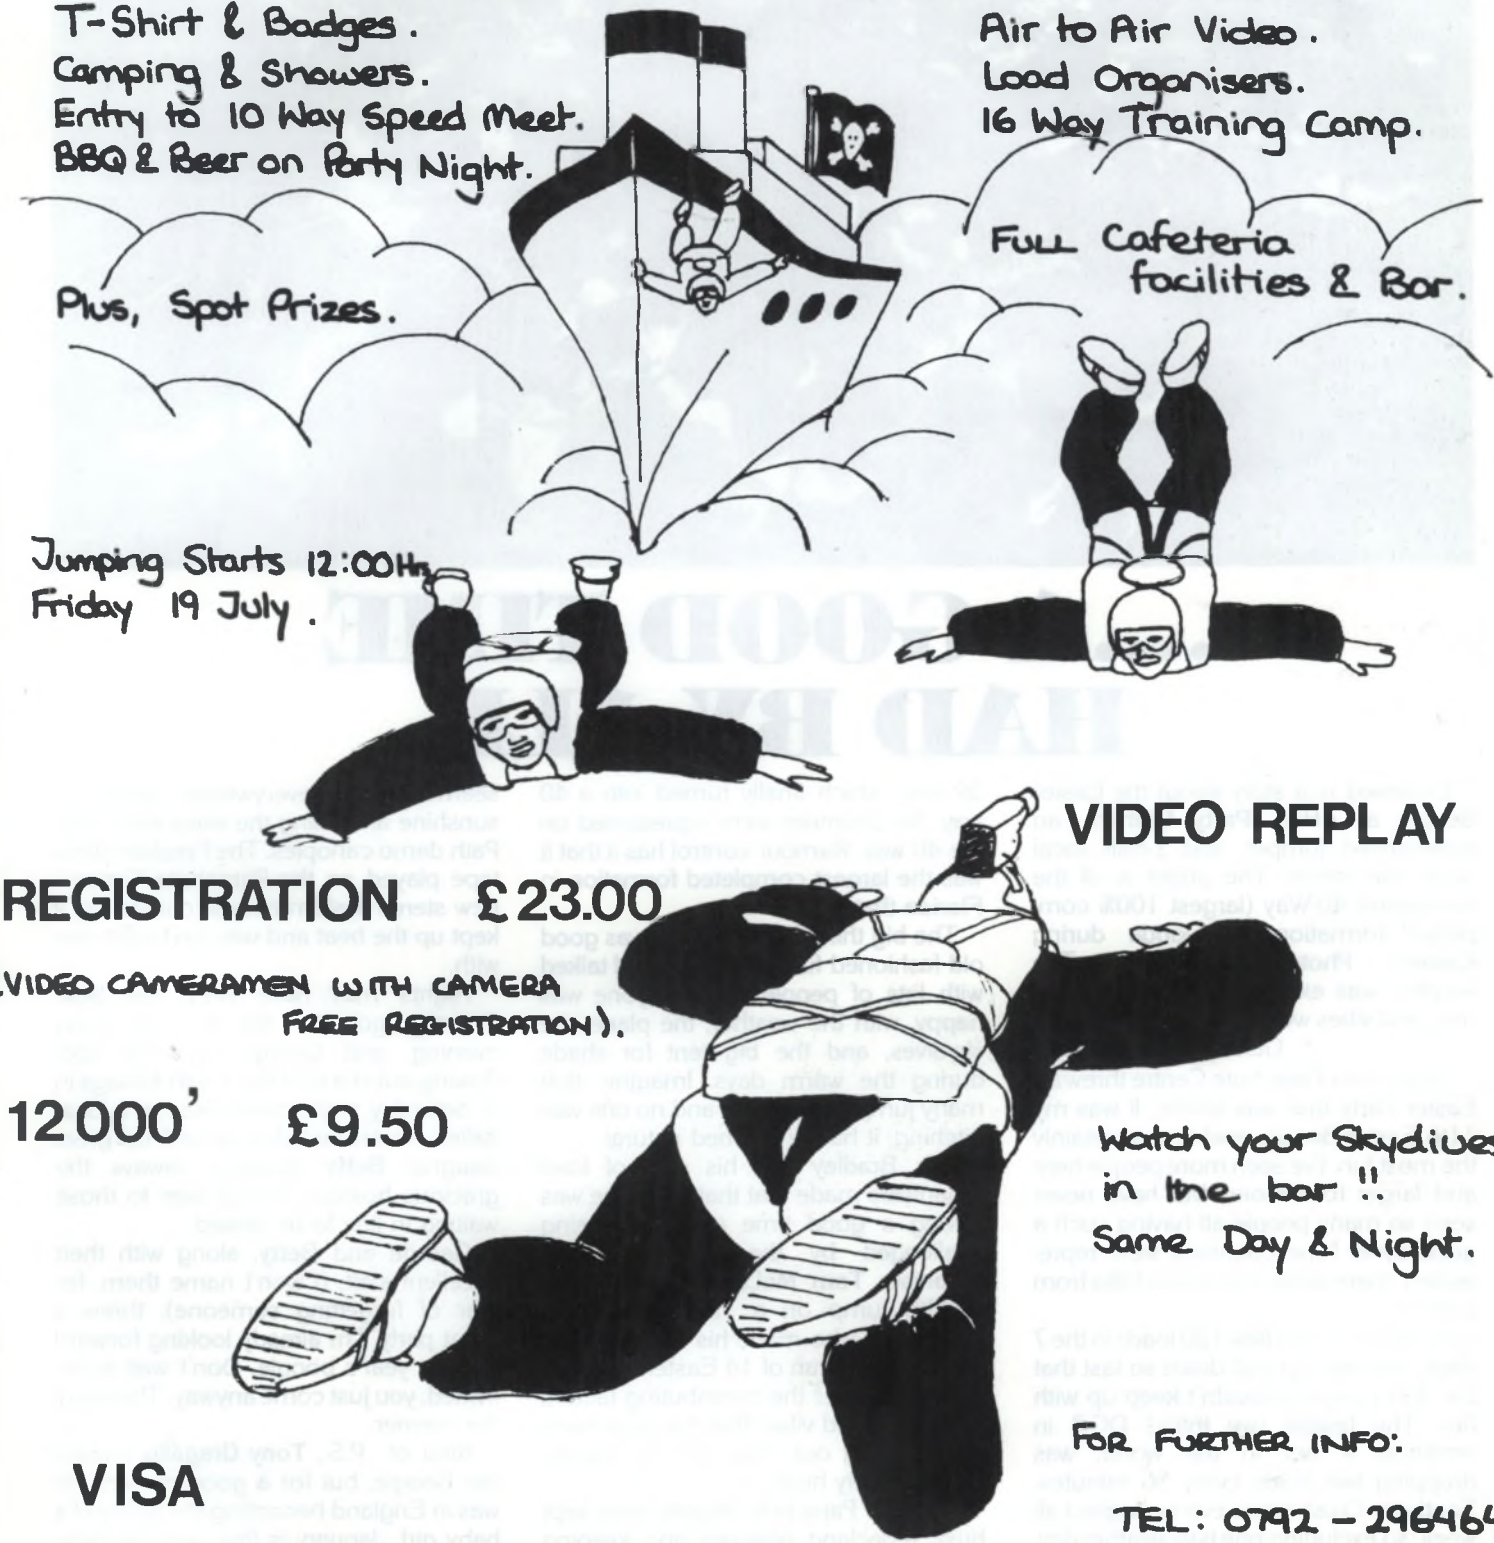 T-Shirt & Badges.
Camping & Showers.
Entry to 10 Way Speed Meet.
BBQ & Beer on Party Night.
Plus, Spot Prizes.
Air to Air Video.
Load Organisers.
16 Way Training Camp.
FULL Cafeteria
facilities & Bar.
Jumping Starts 12:00Hrs
Friday 19 July.
REGISTRATION £23.00
(VIDEO CAMERAMEN WITH CAMERA
FREE REGISTRATION).
12000' £9.50
VISA
VIDEO REPLAY
Watch your Skydives
in the bar"
Same Day & Night.
FOR FURTHER INFO:
TEL: 0792 - 296464